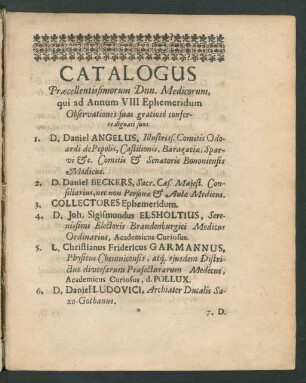 CATALOGUS
Præcellentissimorum Dnn. Medicorum,
qui ad Annum VIII Ephemeridum
Observationes suas gratiosè confer-
re dignati sunt.
1. D. Daniel ANGELUS, Illustriss. Comitis Odo-
ardi de Pepolis, Castilionis, Baragatiæ, Spar-
vi &c. Comitis & Senatoris Bononiensis
Medicus.
2. D. Daniel BECKERS, Sacr. Cæs. Majest. Con-
siliarius, nec non Personæ & Aulæ Medicus.
3. COLLECTORES Ephemeridum.
4. D. Joh. Sigismundus ELSHOLTIUS, Sere-
nissimi Electoris Brandenburgici Medicus
Ordinarius, Academicus Curiosus.
5. L. Christianus Fridericus GARMANNUS,
Physicus Chemnicensis, atq; ejusdem Distri-
ctus diversarum Præfecturarum Medicus,
Academicus Curiosus, d. POLLUX.
6. D. Daniel LUDOVICI, Archiater Ducalis Sa-
xo-Gothanus.
7. D.